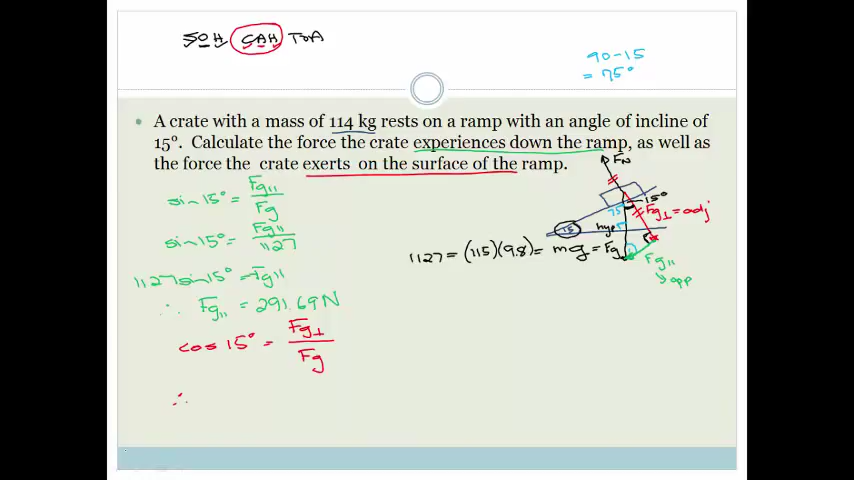 SOH CAH TOA
90-15
= 75°
A crate with a mass of 114 kg rests on a ramp with an angle of incline of
15°. Calculate the force the crate experiences down the ramp, as well as
the force the crate exerts on the surface of the ramp.
FN
sin 15° = Fg||/Fg
15°
75°
Fg⊥ = adj
sin 15° = Fg||/1127
15
hyp
1127 = (115)(9.8) = mg = Fg
Fg||
→ opp
1127 sin 15° = Fg||
∴ Fg|| = 291.69N
cos 15° = Fg⊥/Fg
∴